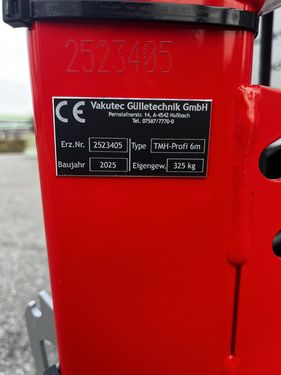 2523405
CE Vakutec Gülletechnik GmbH
Pernsteinerstr. 14, A-4542 Nußbach
Tel. 07587/7770-0
Erz.Nr. 2523405 Type TMH-Profi 6m
Baujahr 2025 Eigengew. 325 kg